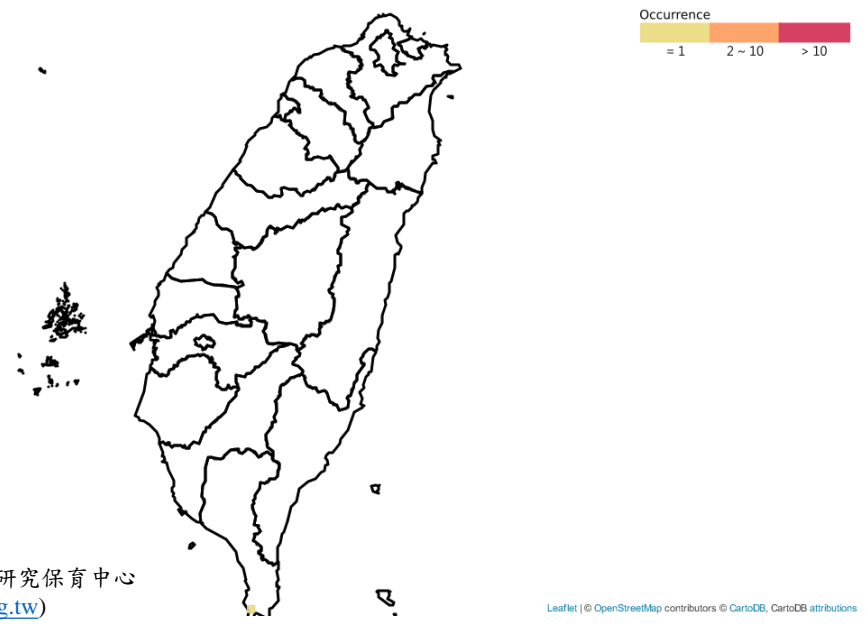 Occurrence
= 1 2 ~ 10 > 10
研究保育中心
g.tw)
Leaflet | © OpenStreetMap contributors © CartoDB, CartoDB attributions